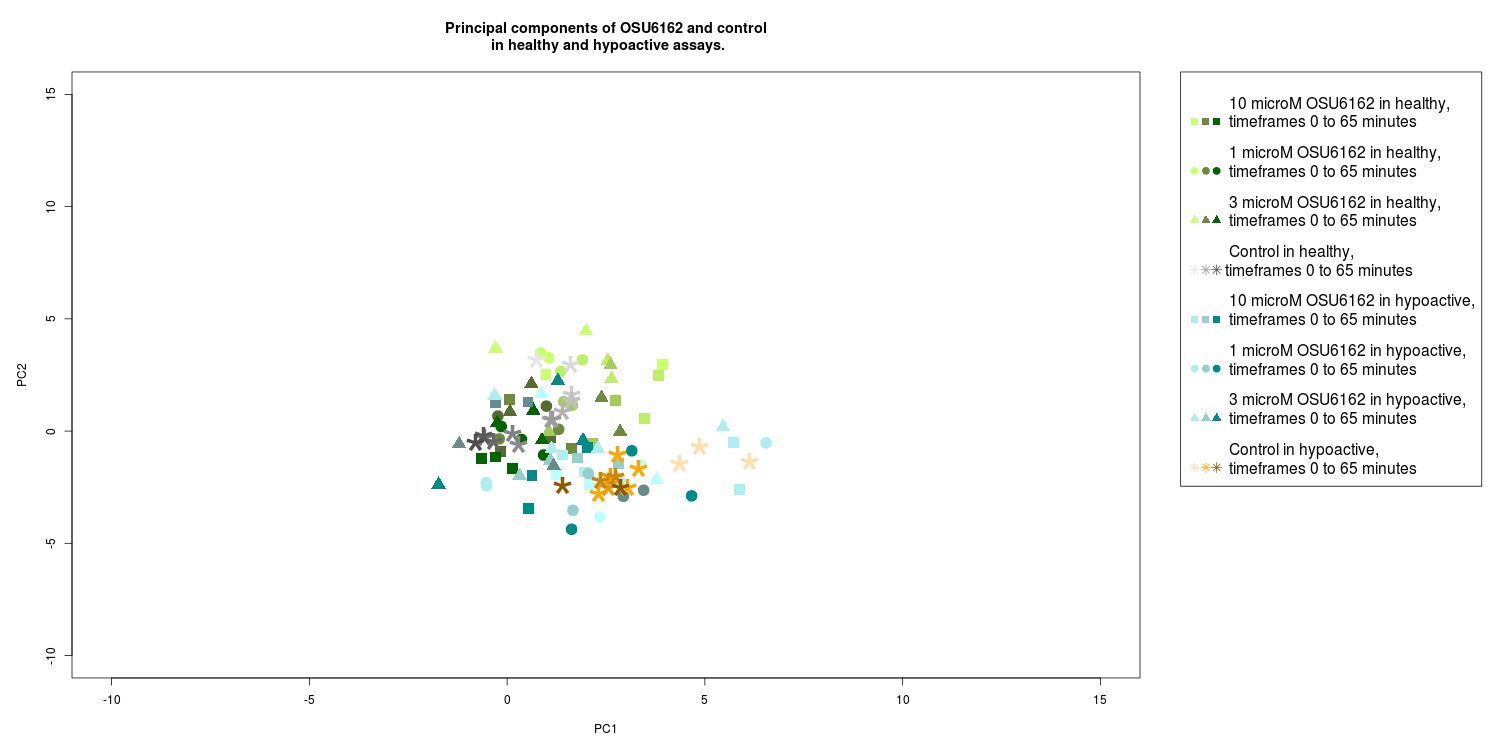 Principal components of OSU6162 and control
in healthy and hypoactive assays.
15
10
5
0
-5
-10
PC2
-10
-5
0
5
10
15
PC1
10 microM OSU6162 in healthy,
timeframes 0 to 65 minutes
1 microM OSU6162 in healthy,
timeframes 0 to 65 minutes
3 microM OSU6162 in healthy,
timeframes 0 to 65 minutes
Control in healthy,
timeframes 0 to 65 minutes
10 microM OSU6162 in hypoactive,
timeframes 0 to 65 minutes
1 microM OSU6162 in hypoactive,
timeframes 0 to 65 minutes
3 microM OSU6162 in hypoactive,
timeframes 0 to 65 minutes
Control in hypoactive,
timeframes 0 to 65 minutes